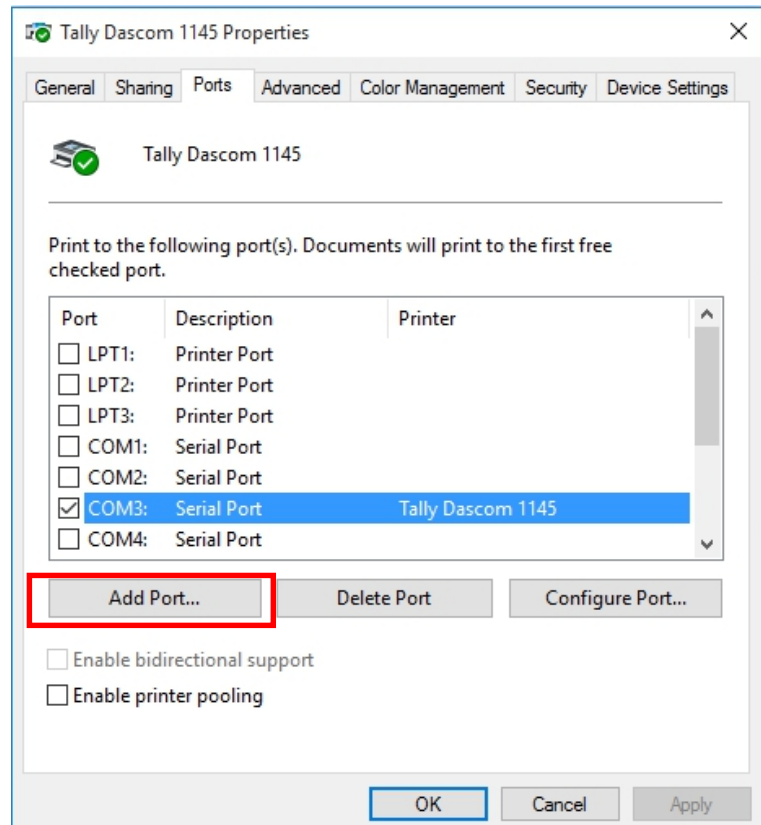 Tally Dascom 1145 Properties
General Sharing Ports Advanced Color Management Security Device Settings
Tally Dascom 1145
Print to the following port(s). Documents will print to the first free
checked port.
Port Description Printer
LPT1: Printer Port
LPT2: Printer Port
LPT3: Printer Port
COM1: Serial Port
COM2: Serial Port
COM3: Serial Port Tally Dascom 1145
COM4: Serial Port
Add Port... Delete Port Configure Port...
Enable bidirectional support
Enable printer pooling
OK Cancel Apply